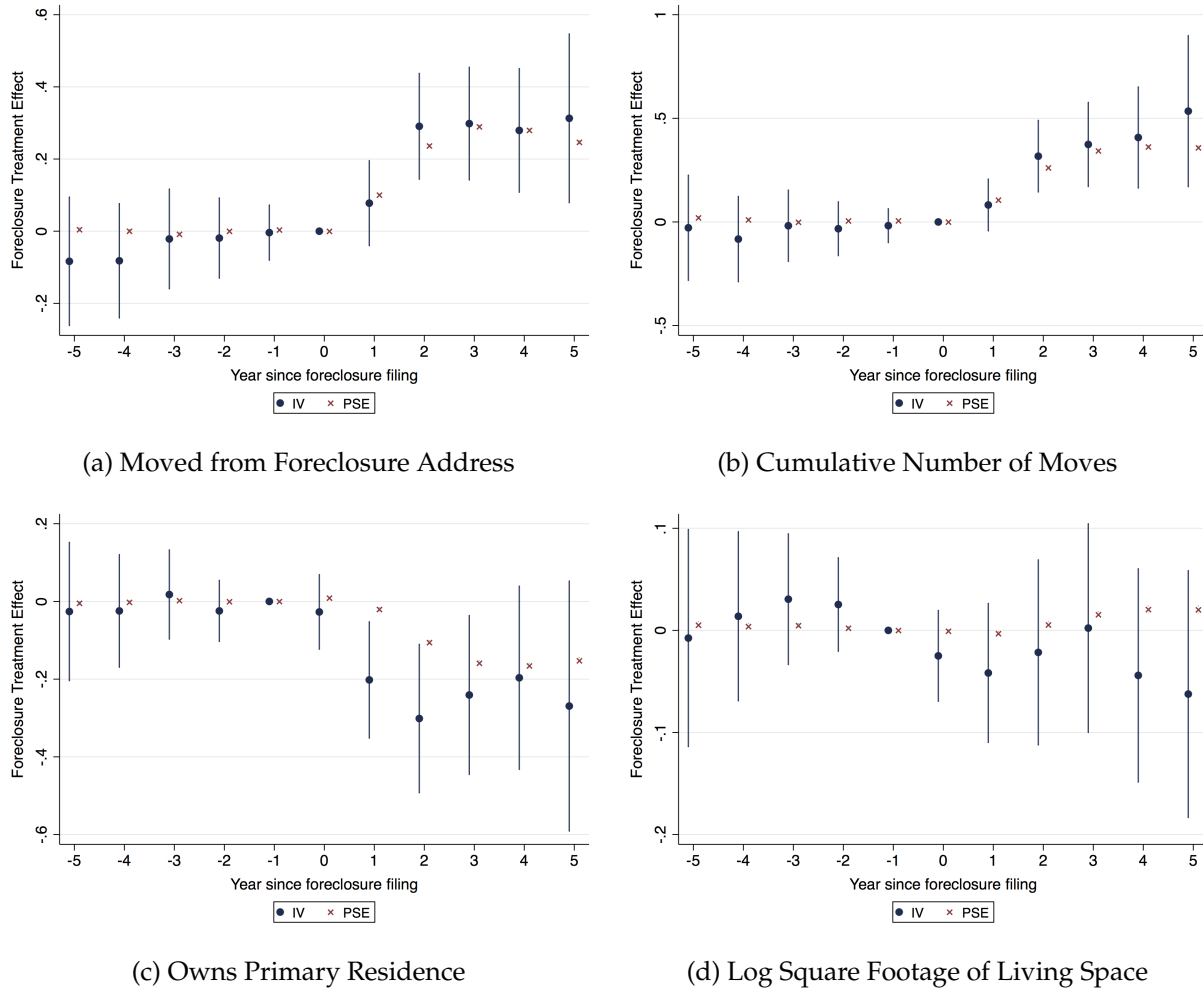 .6
.4
.2
0
-.2
Foreclosure Treatment Effect
-5 -4 -3 -2 -1 0 1 2 3 4 5
Year since foreclosure filing
IV PSE
(a) Moved from Foreclosure Address
1
.5
0
-.5
Foreclosure Treatment Effect
-5 -4 -3 -2 -1 0 1 2 3 4 5
Year since foreclosure filing
IV PSE
(b) Cumulative Number of Moves
.2
0
-.2
-.4
-.6
Foreclosure Treatment Effect
-5 -4 -3 -2 -1 0 1 2 3 4 5
Year since foreclosure filing
IV PSE
(c) Owns Primary Residence
.1
0
-.1
-.2
Foreclosure Treatment Effect
-5 -4 -3 -2 -1 0 1 2 3 4 5
Year since foreclosure filing
IV PSE
(d) Log Square Footage of Living Space